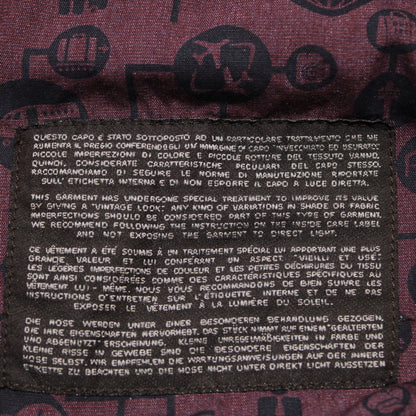 QUESTO CAPO È STATO SOTTOPOSTO AD UN PARTICOLARE TRATTAMENTO CHE NE
AUMENTA IL PREGIO CONFERENDOGLI UN'IMMAGINE DI CAPO "INVECCHIATO ED USURATO".
PICCOLE IMPERFEZIONI DI COLORE E PICCOLE ROTTURE DEL TESSUTO VANNO,
QUINDI, CONSIDERATE CARATTERISTICHE PECULIARI DEL CAPO STESSO.
RACCOMANDIAMO DI SEGUIRE LE NORME DI MANUTENZIONE RIPORTATE
SULL'ETICHETTA INTERNA E DI NON ESPORRE IL CAPO A LUCE DIRETTA.
THIS GARMENT HAS UNDERGONE SPECIAL TREATMENT TO IMPROVE ITS VALUE
BY GIVING A "VINTAGE LOOK". ANY KIND OF VARIATIONS IN SHADE OR FABRIC
IMPERFECTIONS SHOULD BE CONSIDERED PART OF THIS TYPE OF GARMENT.
WE RECOMMEND FOLLOWING THE INSTRUCTION ON THE INSIDE CARE LABEL
AND NOT EXPOSING THE GARMENT TO DIRECT LIGHT.
CE VÊTEMENT A ÉTÉ SOUMIS À UN TRAITEMENT SPÉCIAL LUI APPORTANT UNE PLUS
GRANDE VALEUR ET LUI CONFÉRANT UN ASPECT "VIEILLI ET USÉ".
LES LÉGÈRES IMPERFECTIONS DE COULEUR ET LES PETITES DÉCHIRURES DU TISSU
SONT AINSI CONSIDÉRÉES COMME DES CARACTÉRISTIQUES SPÉCIFIQUES AU
VÊTEMENT LUI - MÊME. NOUS VOUS RECOMMANDONS DE BIEN SUIVRE LES
INSTRUCTIONS D'ENTRETIEN SUR L'ÉTIQUETTE INTERNE ET DE NE PAS
EXPOSER LE VÊTEMENT À LA LUMIÈRE DU SOLEIL.
DIE HOSE WERDEN UNTER EINER BESONDEREN BEHANDLUNG GEZOGEN,
DIE IHRE EIGENSCHAFTEN HERVORHEBT. DAS STÜCK NIMMT AUF EINEM "GEALTERTEN
UND ABGENUTZT" ERSCHEINUNG. KLEINE UNREGELMÄßIGKEITEN IN FARBE UND
KLEINE RISSE IN GEWEBE SIND DIE BESONDERE EIGENSCHAFTEN DER
HOSE SELBST. WIR EMPFEHLEN DIE WARTUNGSANWEISUNGEN AUF DER INNERE
ETIKETTE ZU BEACHTEN UND DIE HOSE NICHT UNTER DIREKT LICHT AUSSETZEN